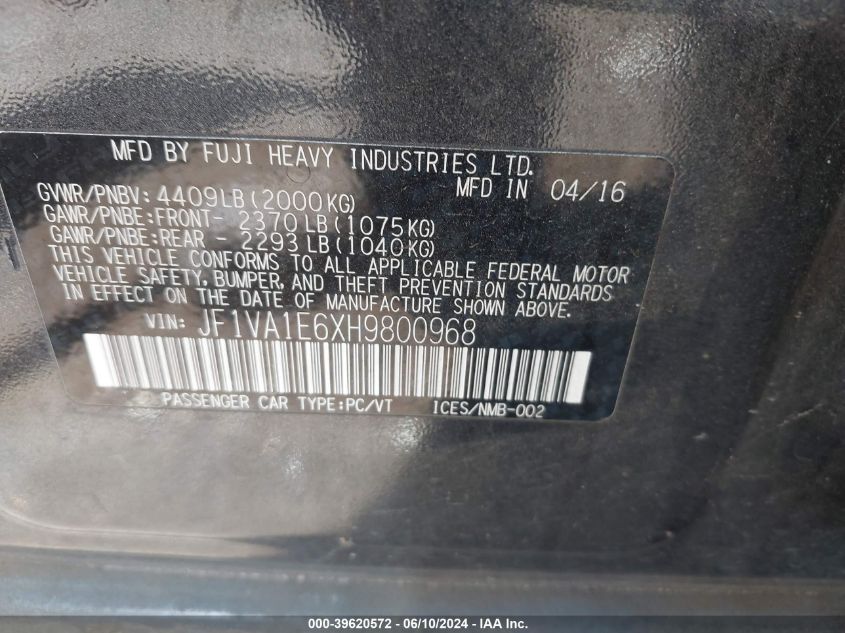 MFD BY FUJI HEAVY INDUSTRIES LTD.
MFD IN 04/16
GVWR/PNBV: 4409LB(2000KG)
GAWR/PNBE:FRONT- 2370LB(1075KG)
GAWR/PNBE:REAR - 2293LB(1040KG)
THIS VEHICLE CONFORMS TO ALL APPLICABLE FEDERAL MOTOR
VEHICLE SAFETY, BUMPER, AND THEFT PREVENTION STANDARDS
IN EFFECT ON THE DATE OF MANUFACTURE SHOWN ABOVE.
VIN: JF1VA1E6XH9800968
PASSENGER CAR TYPE:PC/VT ICES/NMB-002
000-39620572 - 06/10/2024 - IAA Inc.